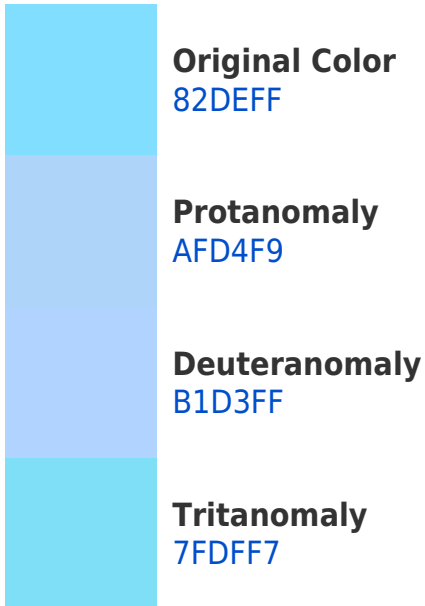 Original Color
82DEFF
Protanomaly
AFD4F9
Deuteranomaly
B1D3FF
Tritanomaly
7FDFF7